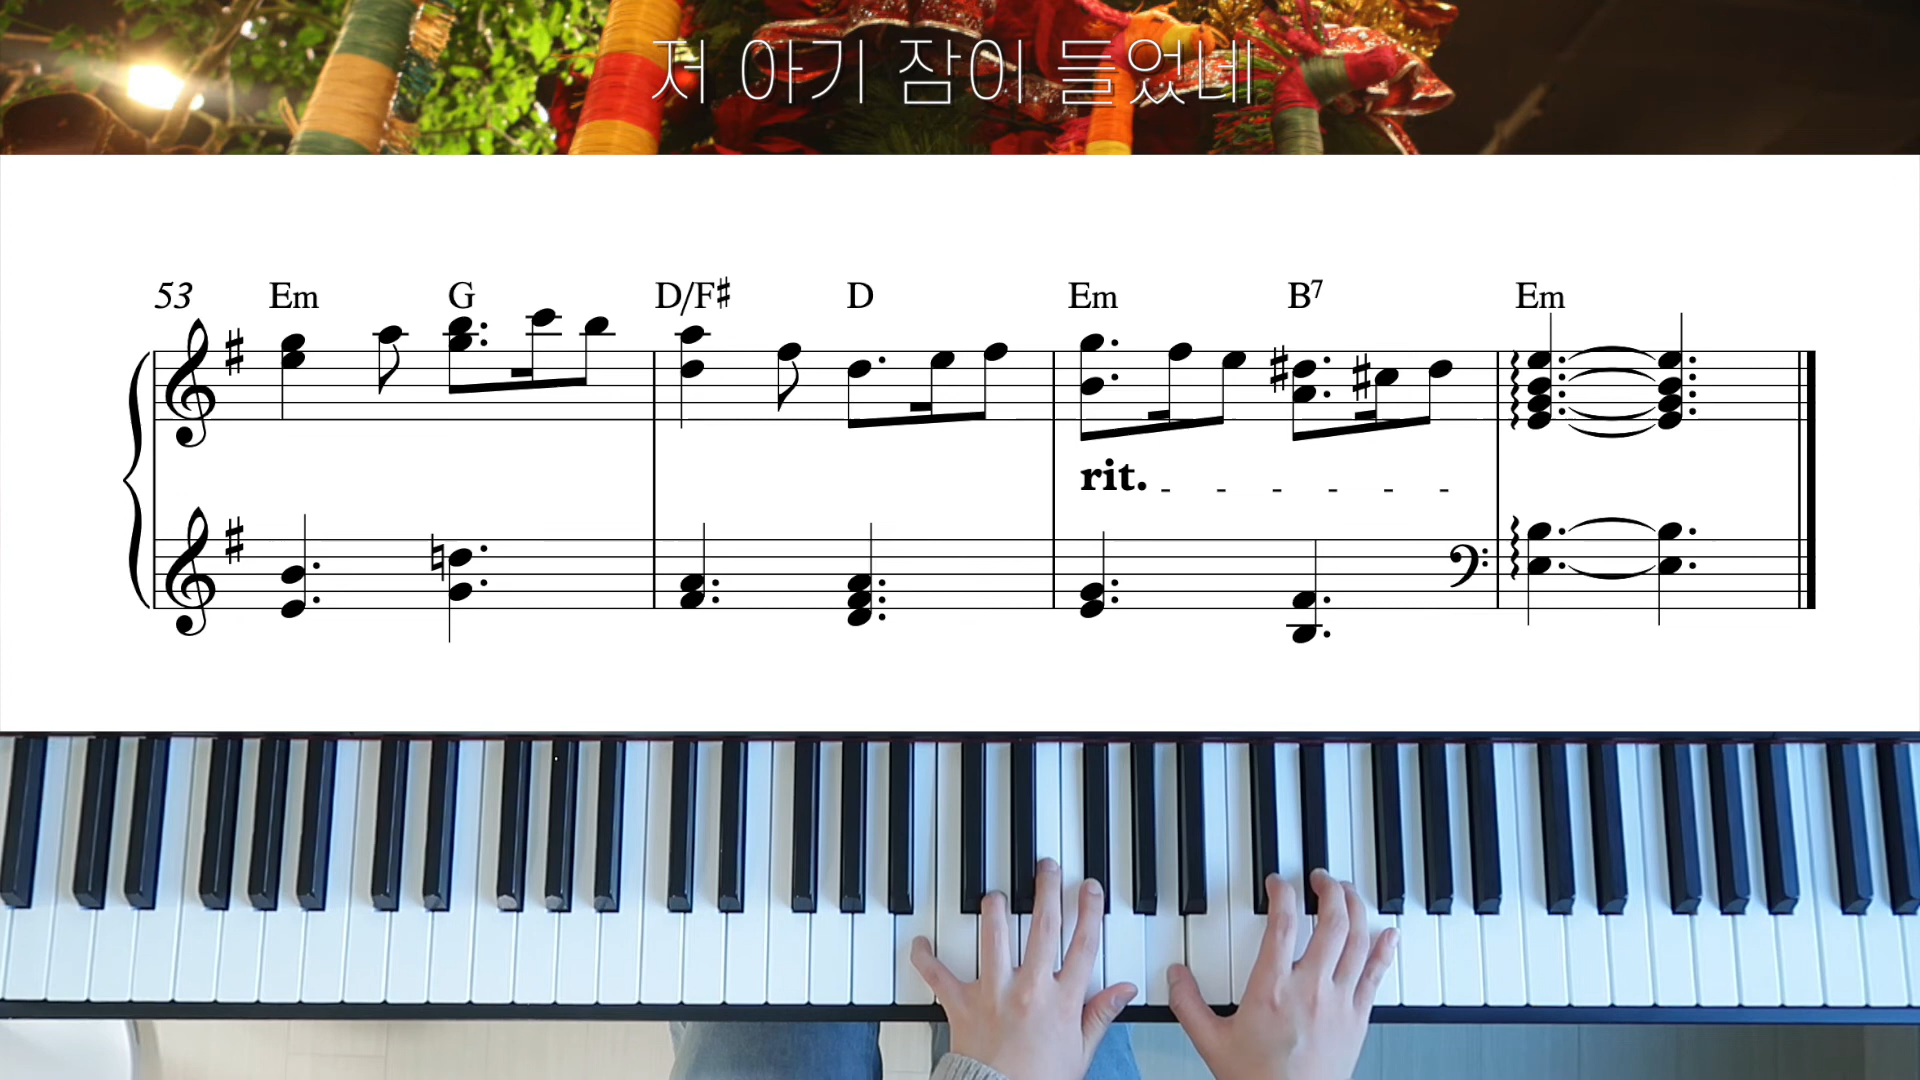 저 아기 잠이 들었네
53 Em G D/F♯ D Em B7 Em
rit. - - - - - -